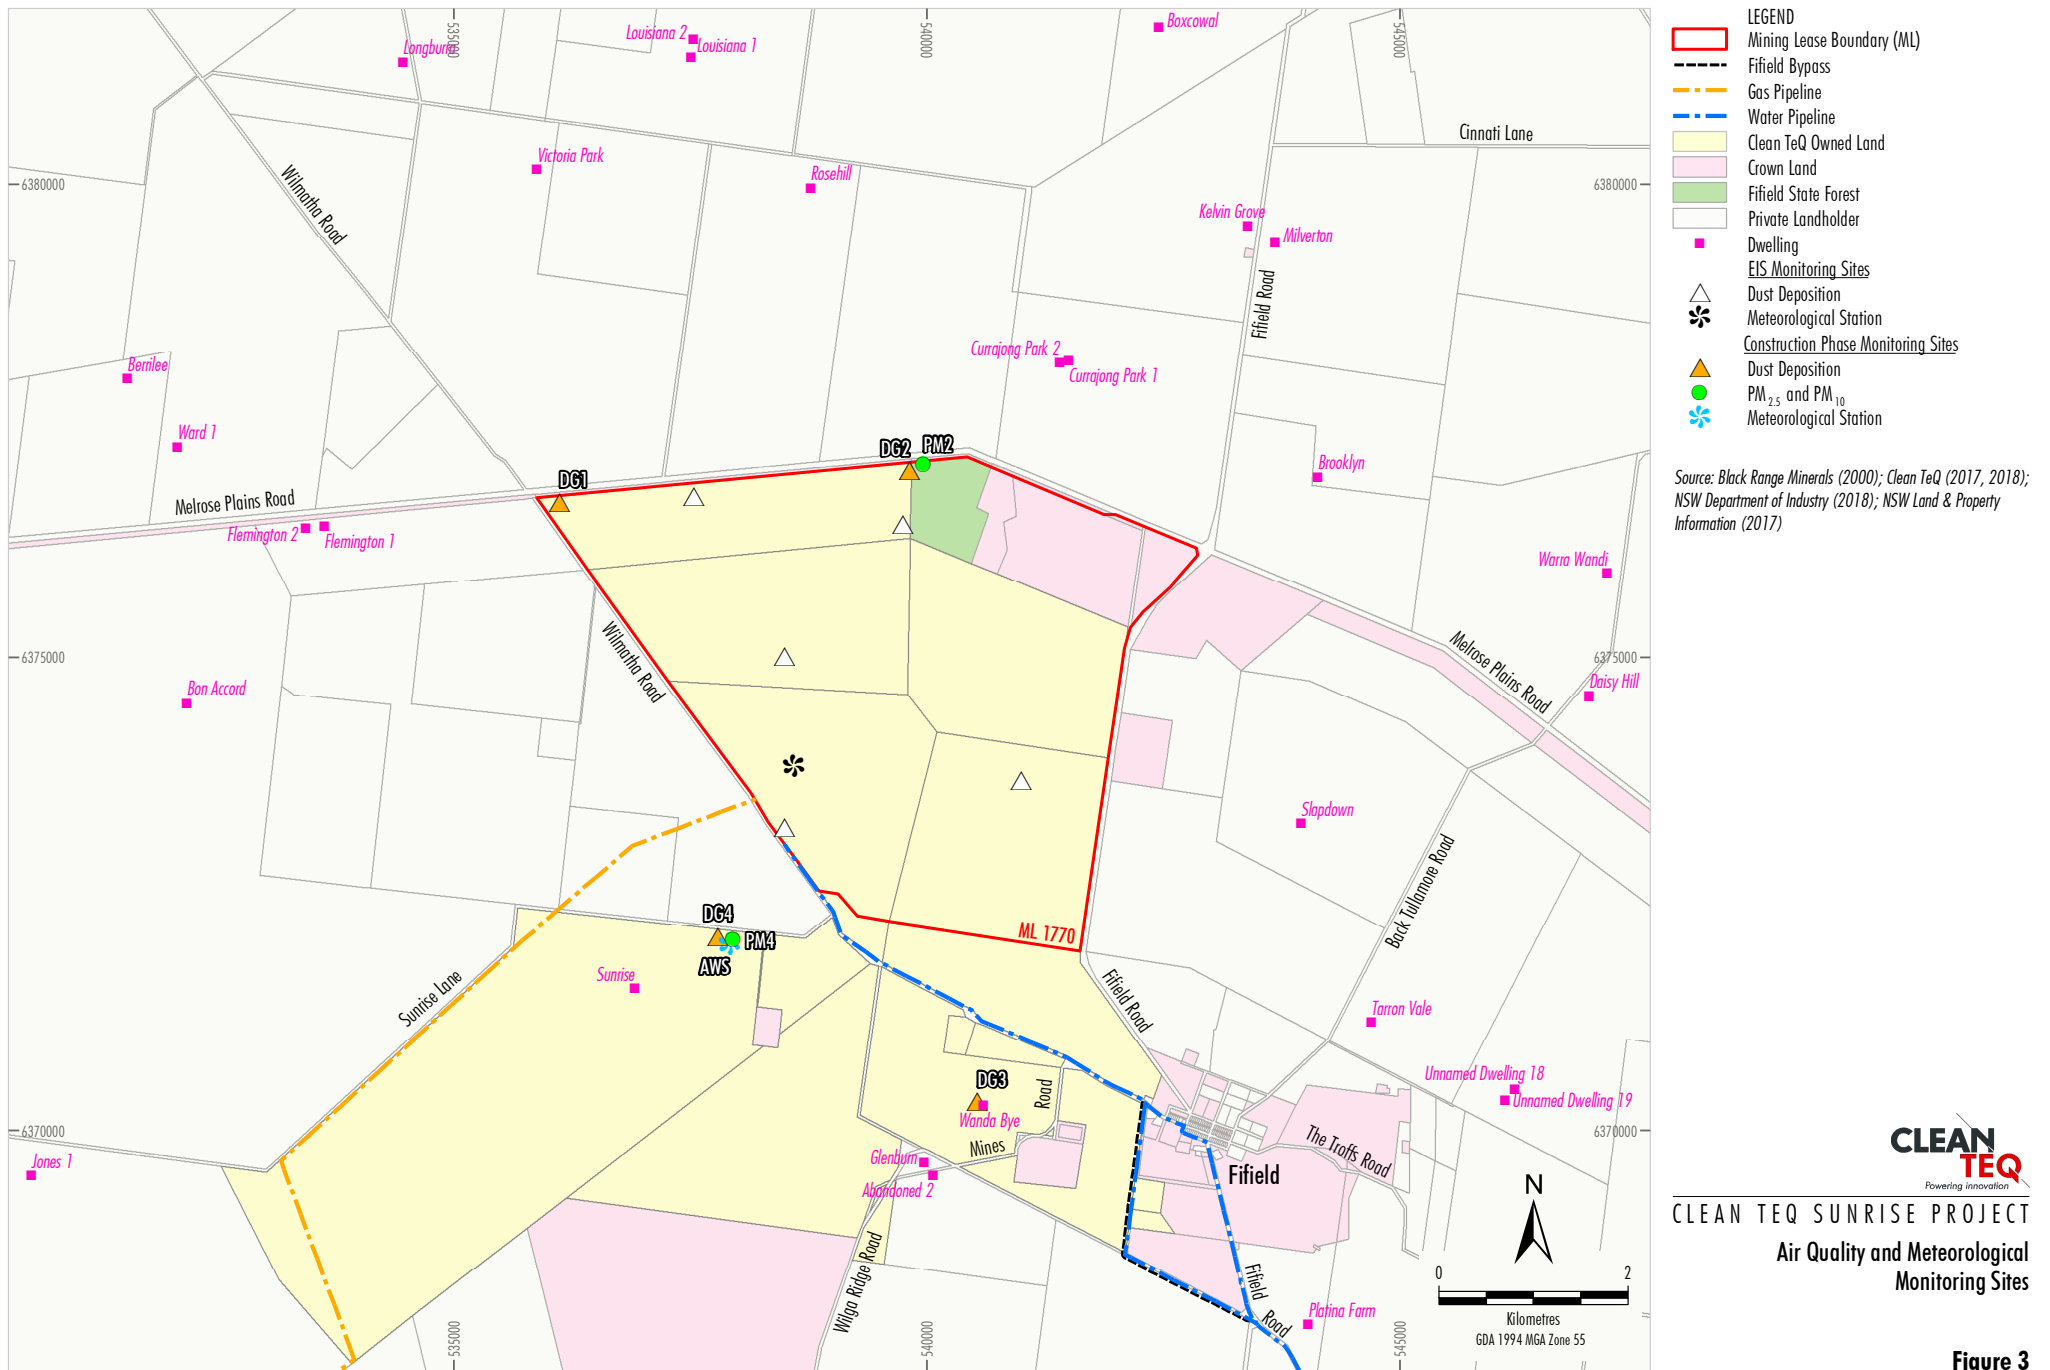 535000
540000
545000
Boxcowal
Longburn
Louisiana 2
Louisiana 1
Cinnati Lane
Victoria Park
Rosehill
Wilmatha Road
6380000
6380000
Kelvin Grove
Milverton
Fifield Road
Currajong Park 2
Currajong Park 1
Berrilee
Ward 1
DG2
PM2
Brooklyn
DG1
Melrose Plains Road
Flemington 2
Flemington 1
Warra Wandi
Wilmatha Road
Melrose Plains Road
6375000
6375000
Bon Accord
Daisy Hill
Slapdown
Back Tullamore Road
ML 1770
DG4
PM4
AWS
Sunrise
Sunrise Lane
Fifield Road
Tarron Vale
Unnamed Dwelling 18
Unnamed Dwelling 19
DG3
Wanda Bye
Road
Mines
6370000
6370000
Jones 1
Glenburn
Abandoned 2
The Troffs Road
Fifield
Wilga Ridge Road
Fifield
Road
Platina Farm
535000
540000
545000
N
0
2
Kilometres
GDA 1994 MGA Zone 55
LEGEND
Mining Lease Boundary (ML)
Fifield Bypass
Gas Pipeline
Water Pipeline
Clean TeQ Owned Land
Crown Land
Fifield State Forest
Private Landholder
Dwelling
EIS Monitoring Sites
Dust Deposition
Meteorological Station
Construction Phase Monitoring Sites
Dust Deposition
PM2.5 and PM10
Meteorological Station
Source: Black Range Minerals (2000); Clean TeQ (2017, 2018);
NSW Department of Industry (2018); NSW Land & Property
Information (2017)
CLEAN
TEQ
Powering innovation
CLEAN TEQ SUNRISE PROJECT
Air Quality and Meteorological
Monitoring Sites
Figure 3